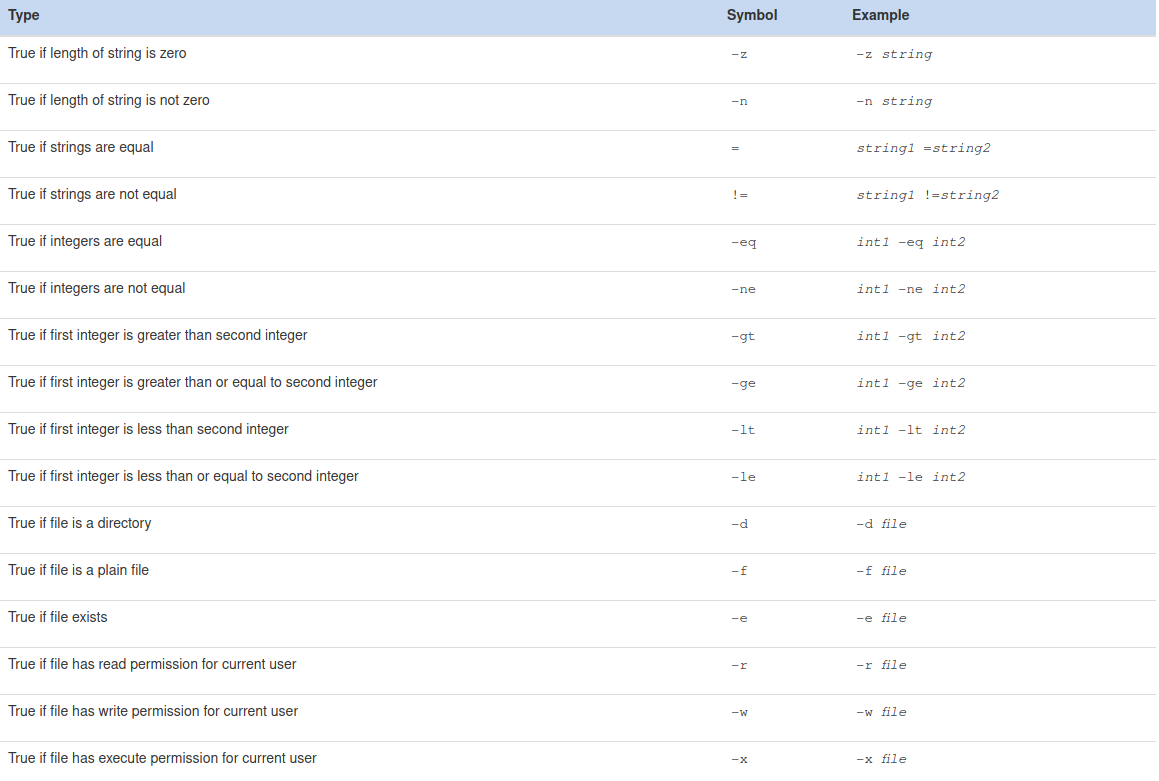 Type Symbol Example
True if length of string is zero -z -z string
True if length of string is not zero -n -n string
True if strings are equal = string1 =string2
True if strings are not equal != string1 !=string2
True if integers are equal -eq int1 -eq int2
True if integers are not equal -ne int1 -ne int2
True if first integer is greater than second integer -gt int1 -gt int2
True if first integer is greater than or equal to second integer -ge int1 -ge int2
True if first integer is less than second integer -lt int1 -lt int2
True if first integer is less than or equal to second integer -le int1 -le int2
True if file is a directory -d -d file
True if file is a plain file -f -f file
True if file exists -e -e file
True if file has read permission for current user -r -r file
True if file has write permission for current user -w -w file
True if file has execute permission for current user -x -x file